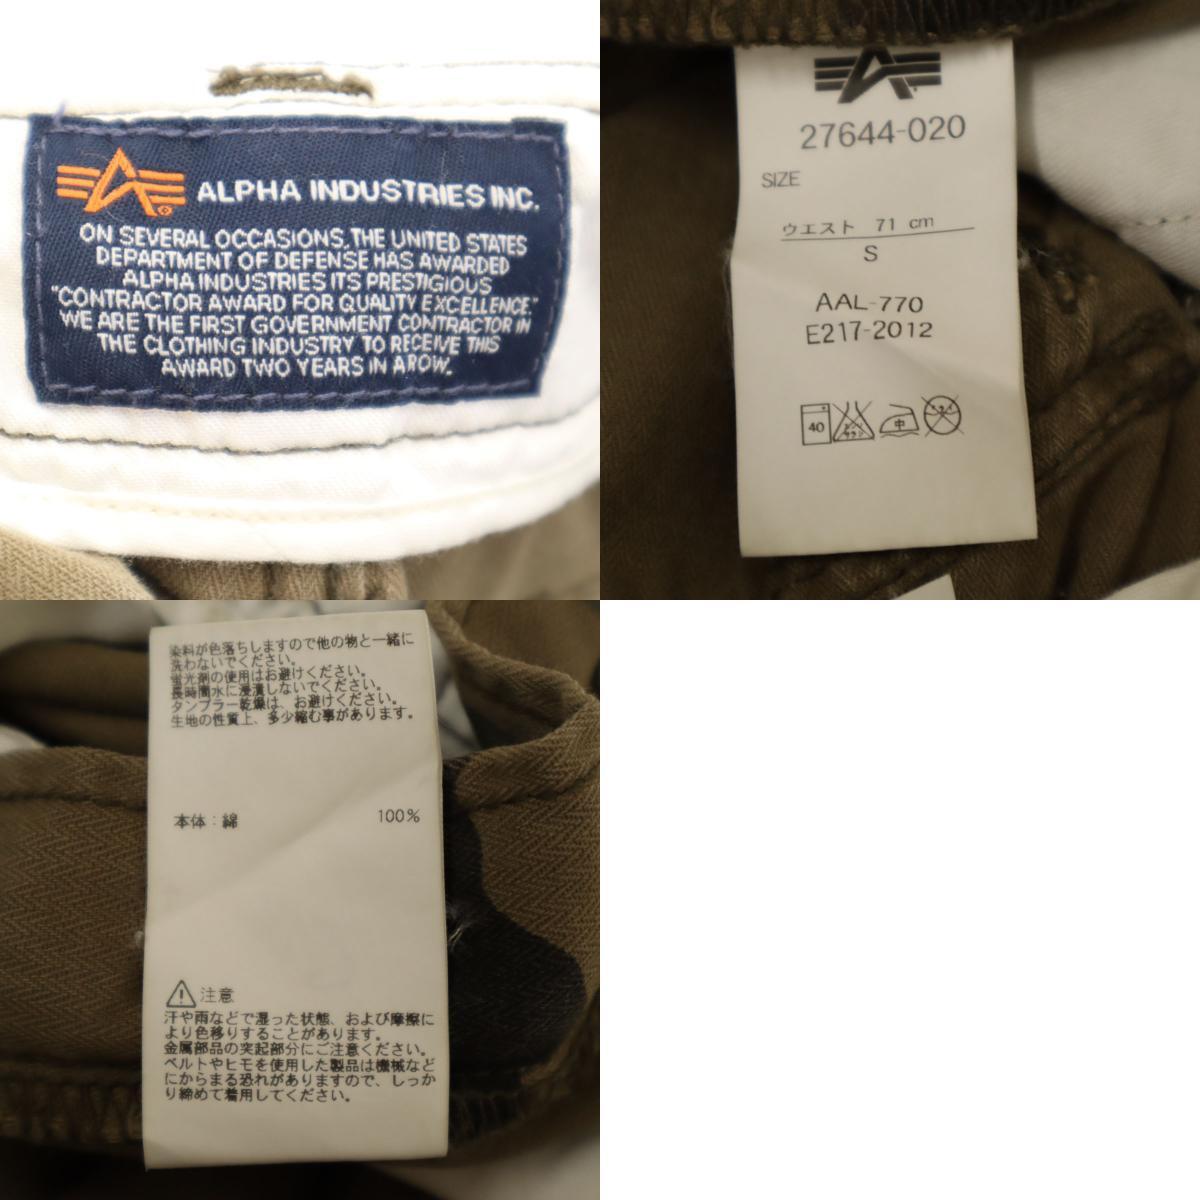 ALPHA INDUSTRIES INC.
ON SEVERAL OCCASIONS, THE UNITED STATES
DEPARTMENT OF DEFENSE HAS AWARDED
ALPHA INDUSTRIES ITS PRESTIGIOUS
"CONTRACTOR AWARD FOR QUALITY EXCELLENCE."
WE ARE THE FIRST GOVERNMENT CONTRACTOR IN
THE CLOTHING INDUSTRY TO RECEIVE THIS
AWARD TWO YEARS IN A ROW.
27644-020
SIZE
ウエスト 71 cm
S
AAL-770
E217-2012
40
エンソ
サラシ
中
染料が色落ちしますので他の物と一緒に
洗わないでください。
蛍光剤の使用はお避けください。
長時間水に浸漬しないでください。
タンブラー乾燥は、お避けください。
生地の性質上、多少縮む事があります。
本体:綿 100%
注意
汗や雨などで湿った状態、および摩擦に
より色移りすることがあります。
金属部品の突起部分にご注意ください。
ベルトやヒモを使用した製品は機械など
にからまる恐れがありますので、しっか
り締めて着用してください。